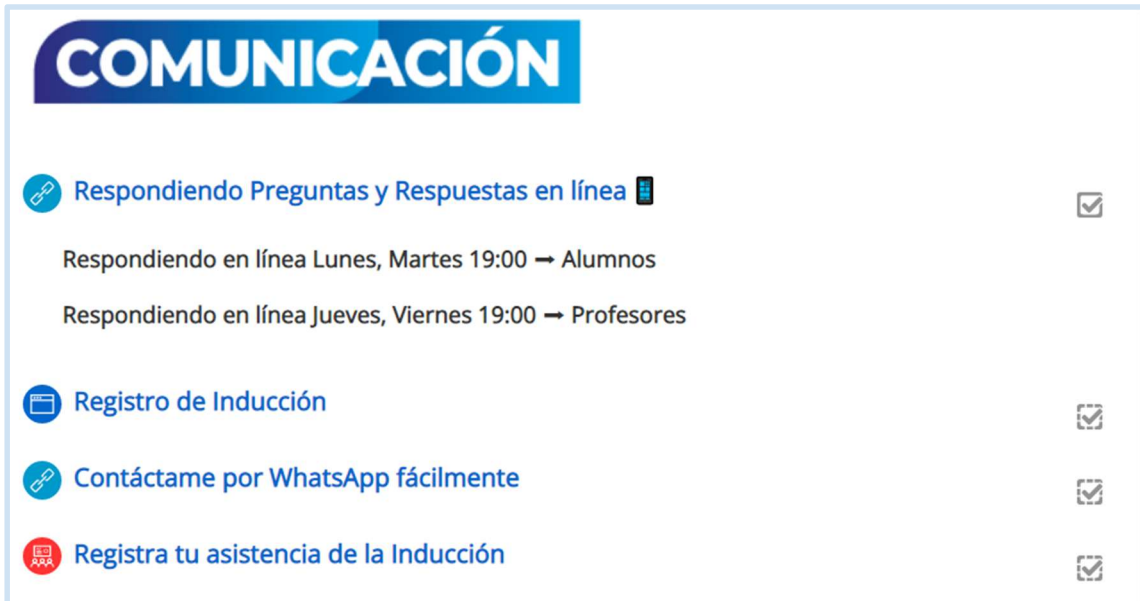 COMUNICACIÓN
Respondiendo Preguntas y Respuestas en línea
Respondiendo en línea Lunes, Martes 19:00 → Alumnos
Respondiendo en línea Jueves, Viernes 19:00 → Profesores
Registro de Inducción
Contáctame por WhatsApp fácilmente
Registra tu asistencia de la Inducción